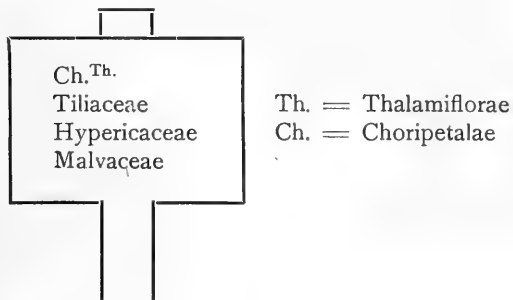 Ch.Th.
Tiliaceae
Hypericaceae
Malvaceae
Th. = Thalamiflorae
Ch. = Choripetalae